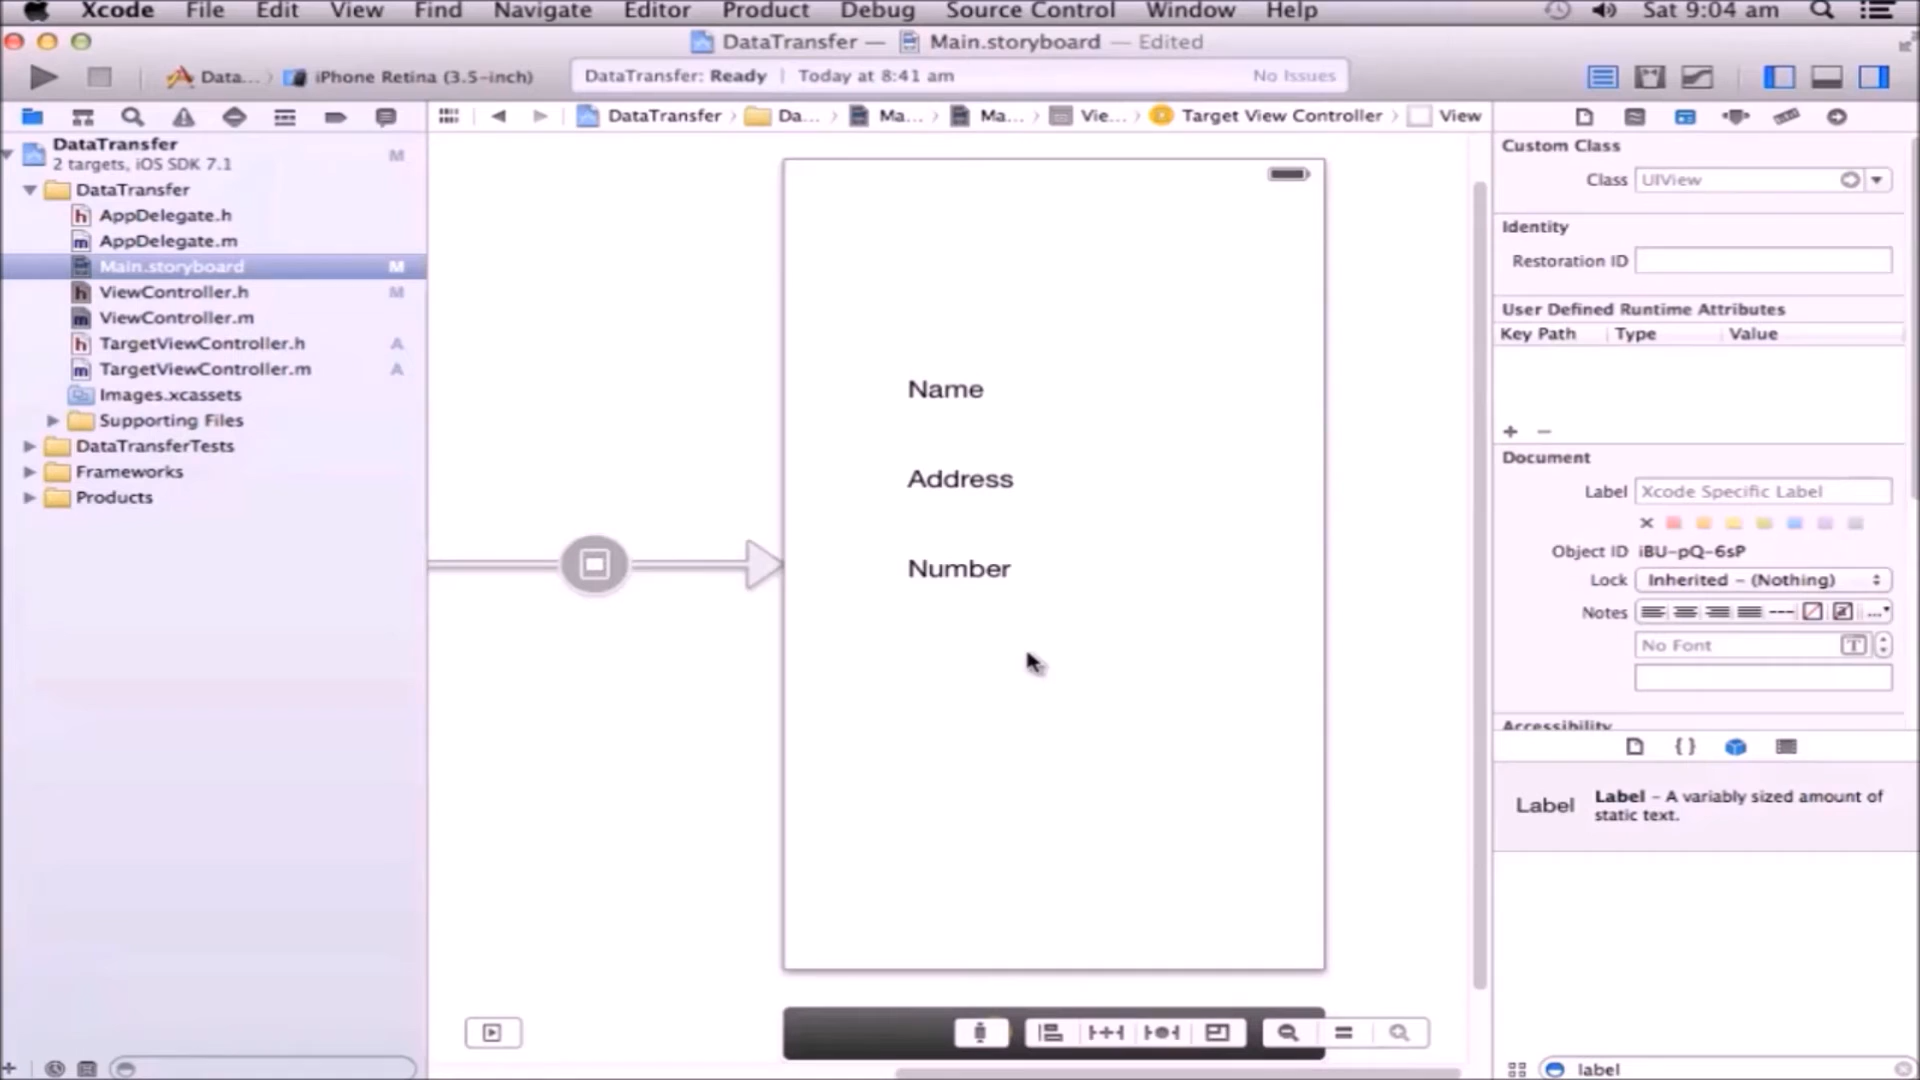 Xcode File Edit View Find Navigate Editor Product Debug Source Control Window Help Sat 9:04 am
DataTransfer — Main.storyboard — Edited
Data... iPhone Retina (3.5-inch) DataTransfer: Ready Today at 8:41 am No Issues
DataTransfer Da... Ma... Ma... Vie... Target View Controller View
DataTransfer M
2 targets, iOS SDK 7.1
DataTransfer
h AppDelegate.h
m AppDelegate.m
Main.storyboard M
h ViewController.h M
m ViewController.m
h TargetViewController.h A
m TargetViewController.m A
Images.xcassets
Supporting Files
DataTransferTests
Frameworks
Products
Name
Address
Number
Custom Class
Class UIView
Identity
Restoration ID
User Defined Runtime Attributes
Key Path Type Value
Document
Label Xcode Specific Label
Object ID iBU-pQ-6sP
Lock Inherited - (Nothing)
Notes
No Font T
Accessibility
Label Label - A variably sized amount of
static text.
label